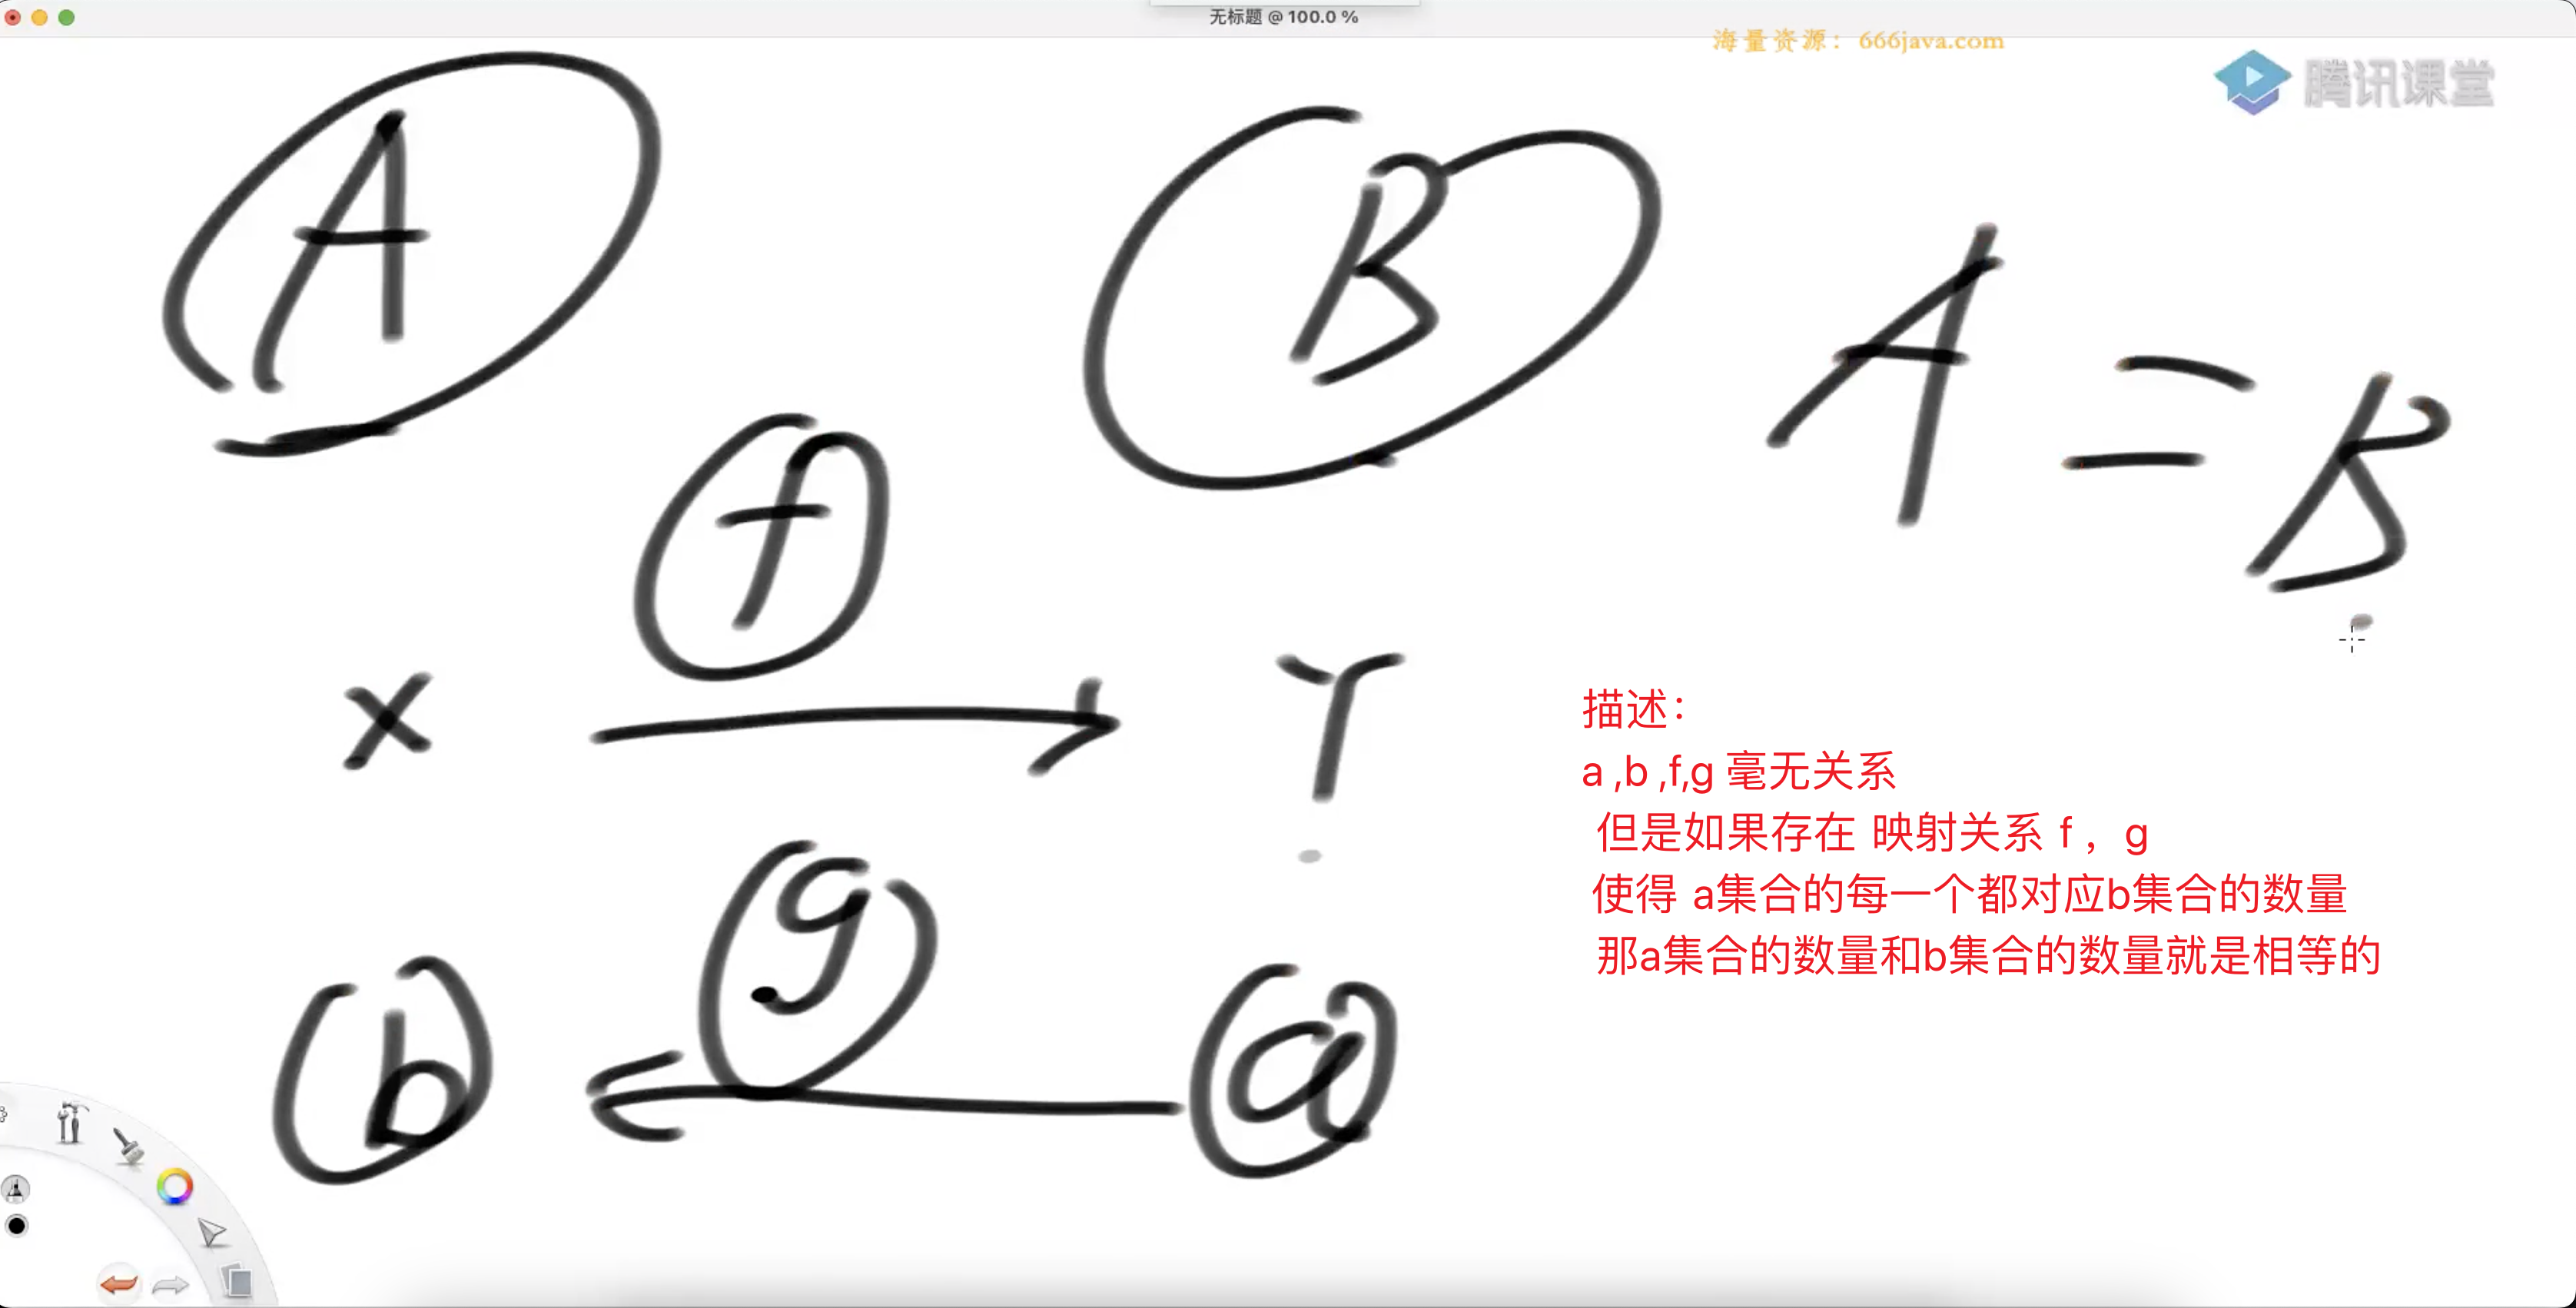 无标题 @ 100.0 %
海量资源：666java.com
腾讯课堂
A
B
A = B
f
x
Y
g
b
a
描述：
a ,b ,f,g 毫无关系
但是如果存在 映射关系 f ，g
使得 a集合的每一个都对应b集合的数量
那a集合的数量和b集合的数量就是相等的